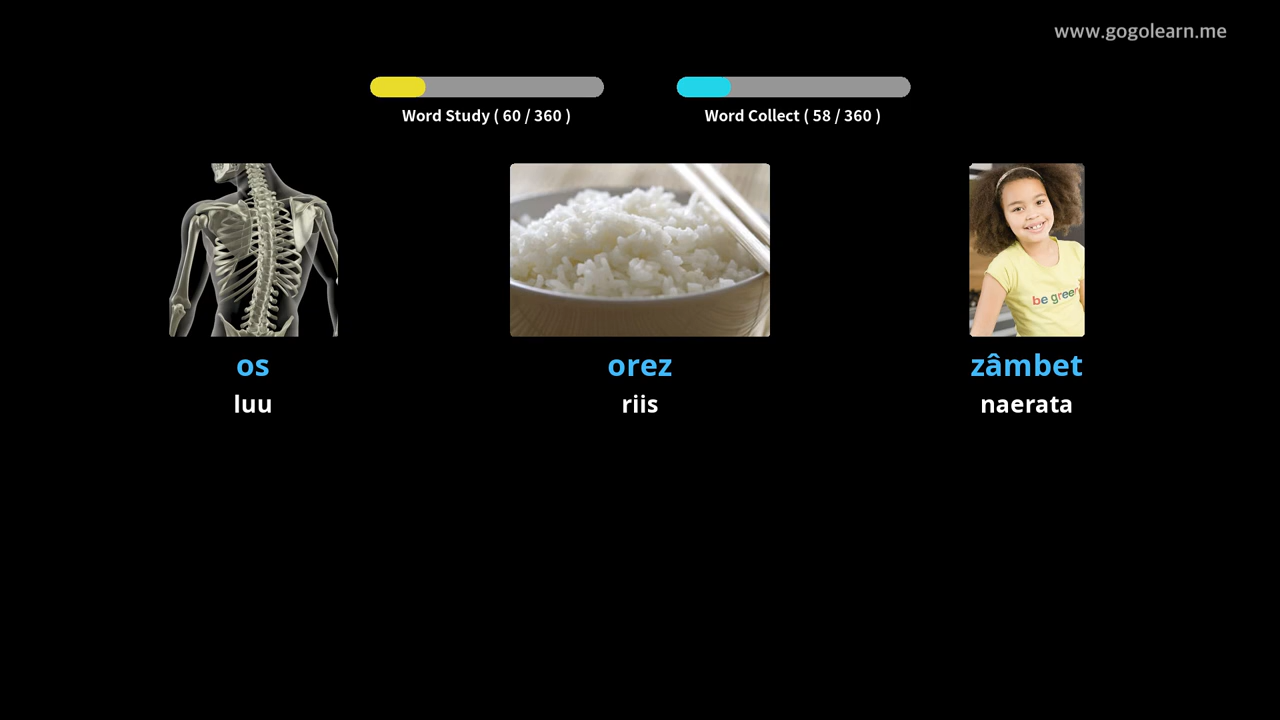 www.gogolearn.me
Word Study ( 60 / 360 )
Word Collect ( 58 / 360 )
be green
os
orez
zâmbet
luu
riis
naerata